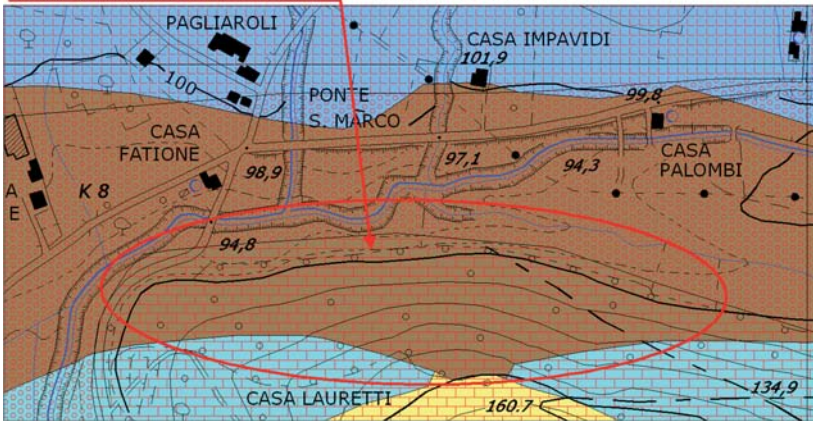 PAGLIAROLI
CASA IMPAVIDI
101,9
100
PONTE
S. MARCO
99,8
CASA
FATIONE
98,9
97,1
94,3
CASA
PALOMBI
A
E
K 8
94,8
CASA LAURETTI
160.7
134,9